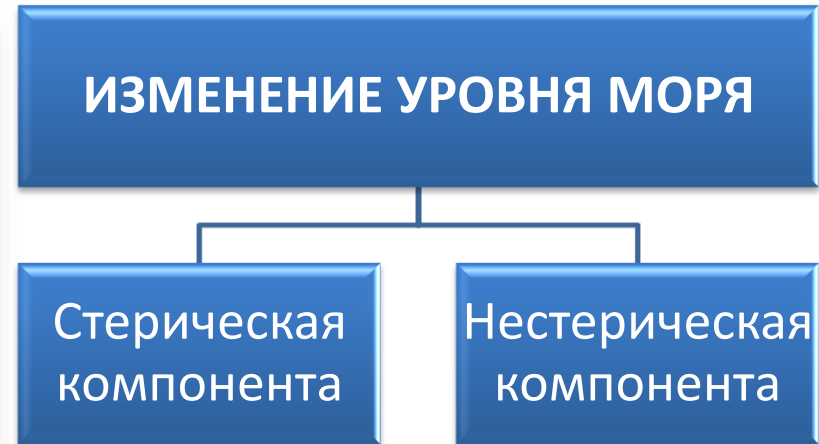 ИЗМЕНЕНИЕ УРОВНЯ МОРЯ
Стерическая
компонента
Нестерическая
компонента